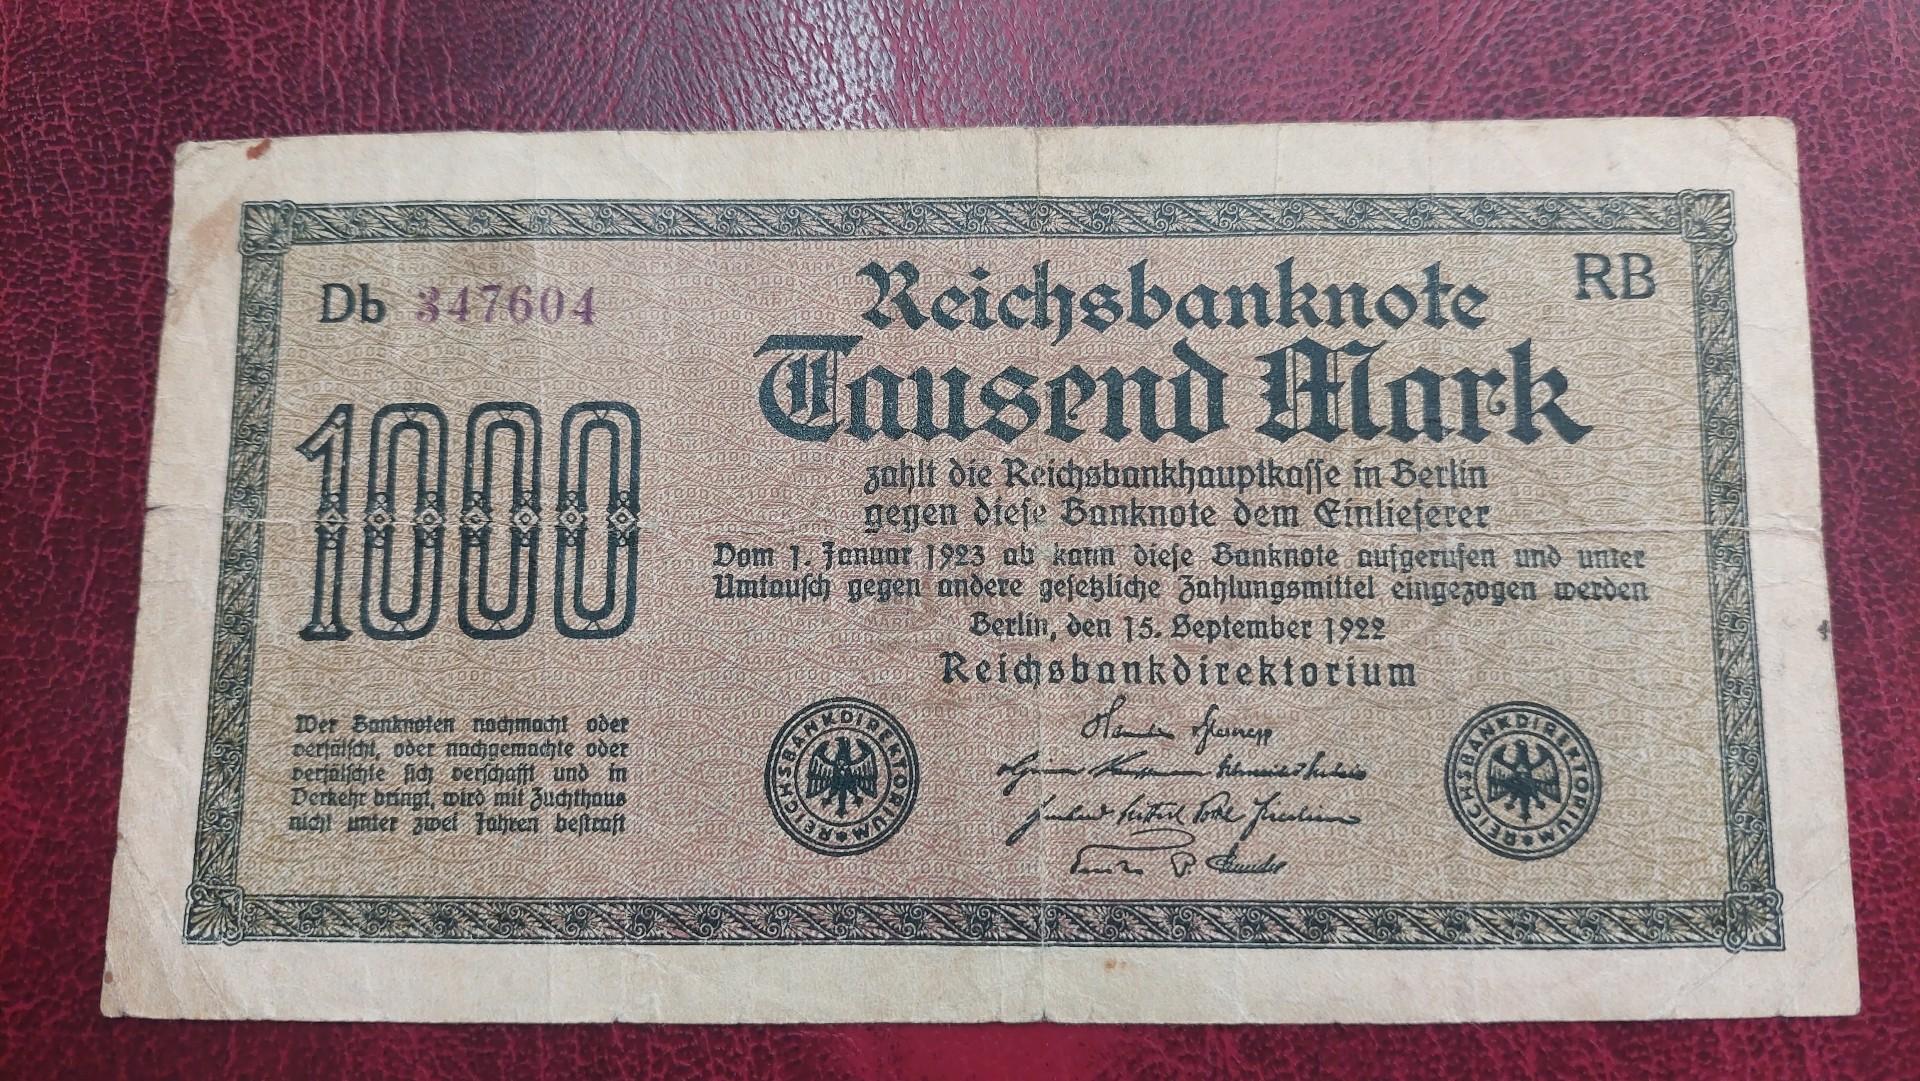 Db 347604
RB
Reichsbanknote
Tausend Mark
1000
zahlt die Reichsbankhauptkasse in Berlin
gegen diese Banknote dem Einlieferer
Vom 1. Januar 1923 ab kann diese Banknote aufgerufen und unter
Umtausch gegen andere gesetzliche Zahlungsmittel eingezogen werden
Berlin, den 15. September 1922
Reichsbankdirektorium
Wer Banknoten nachmacht oder
verfälscht, oder nachgemachte oder
verfälschte sich verschafft und in
Verkehr bringt, wird mit Zuchthaus
nicht unter zwei Jahren bestraft
REICHSBANKDIREKTORIUM
REICHSBANKDIREKTORIUM